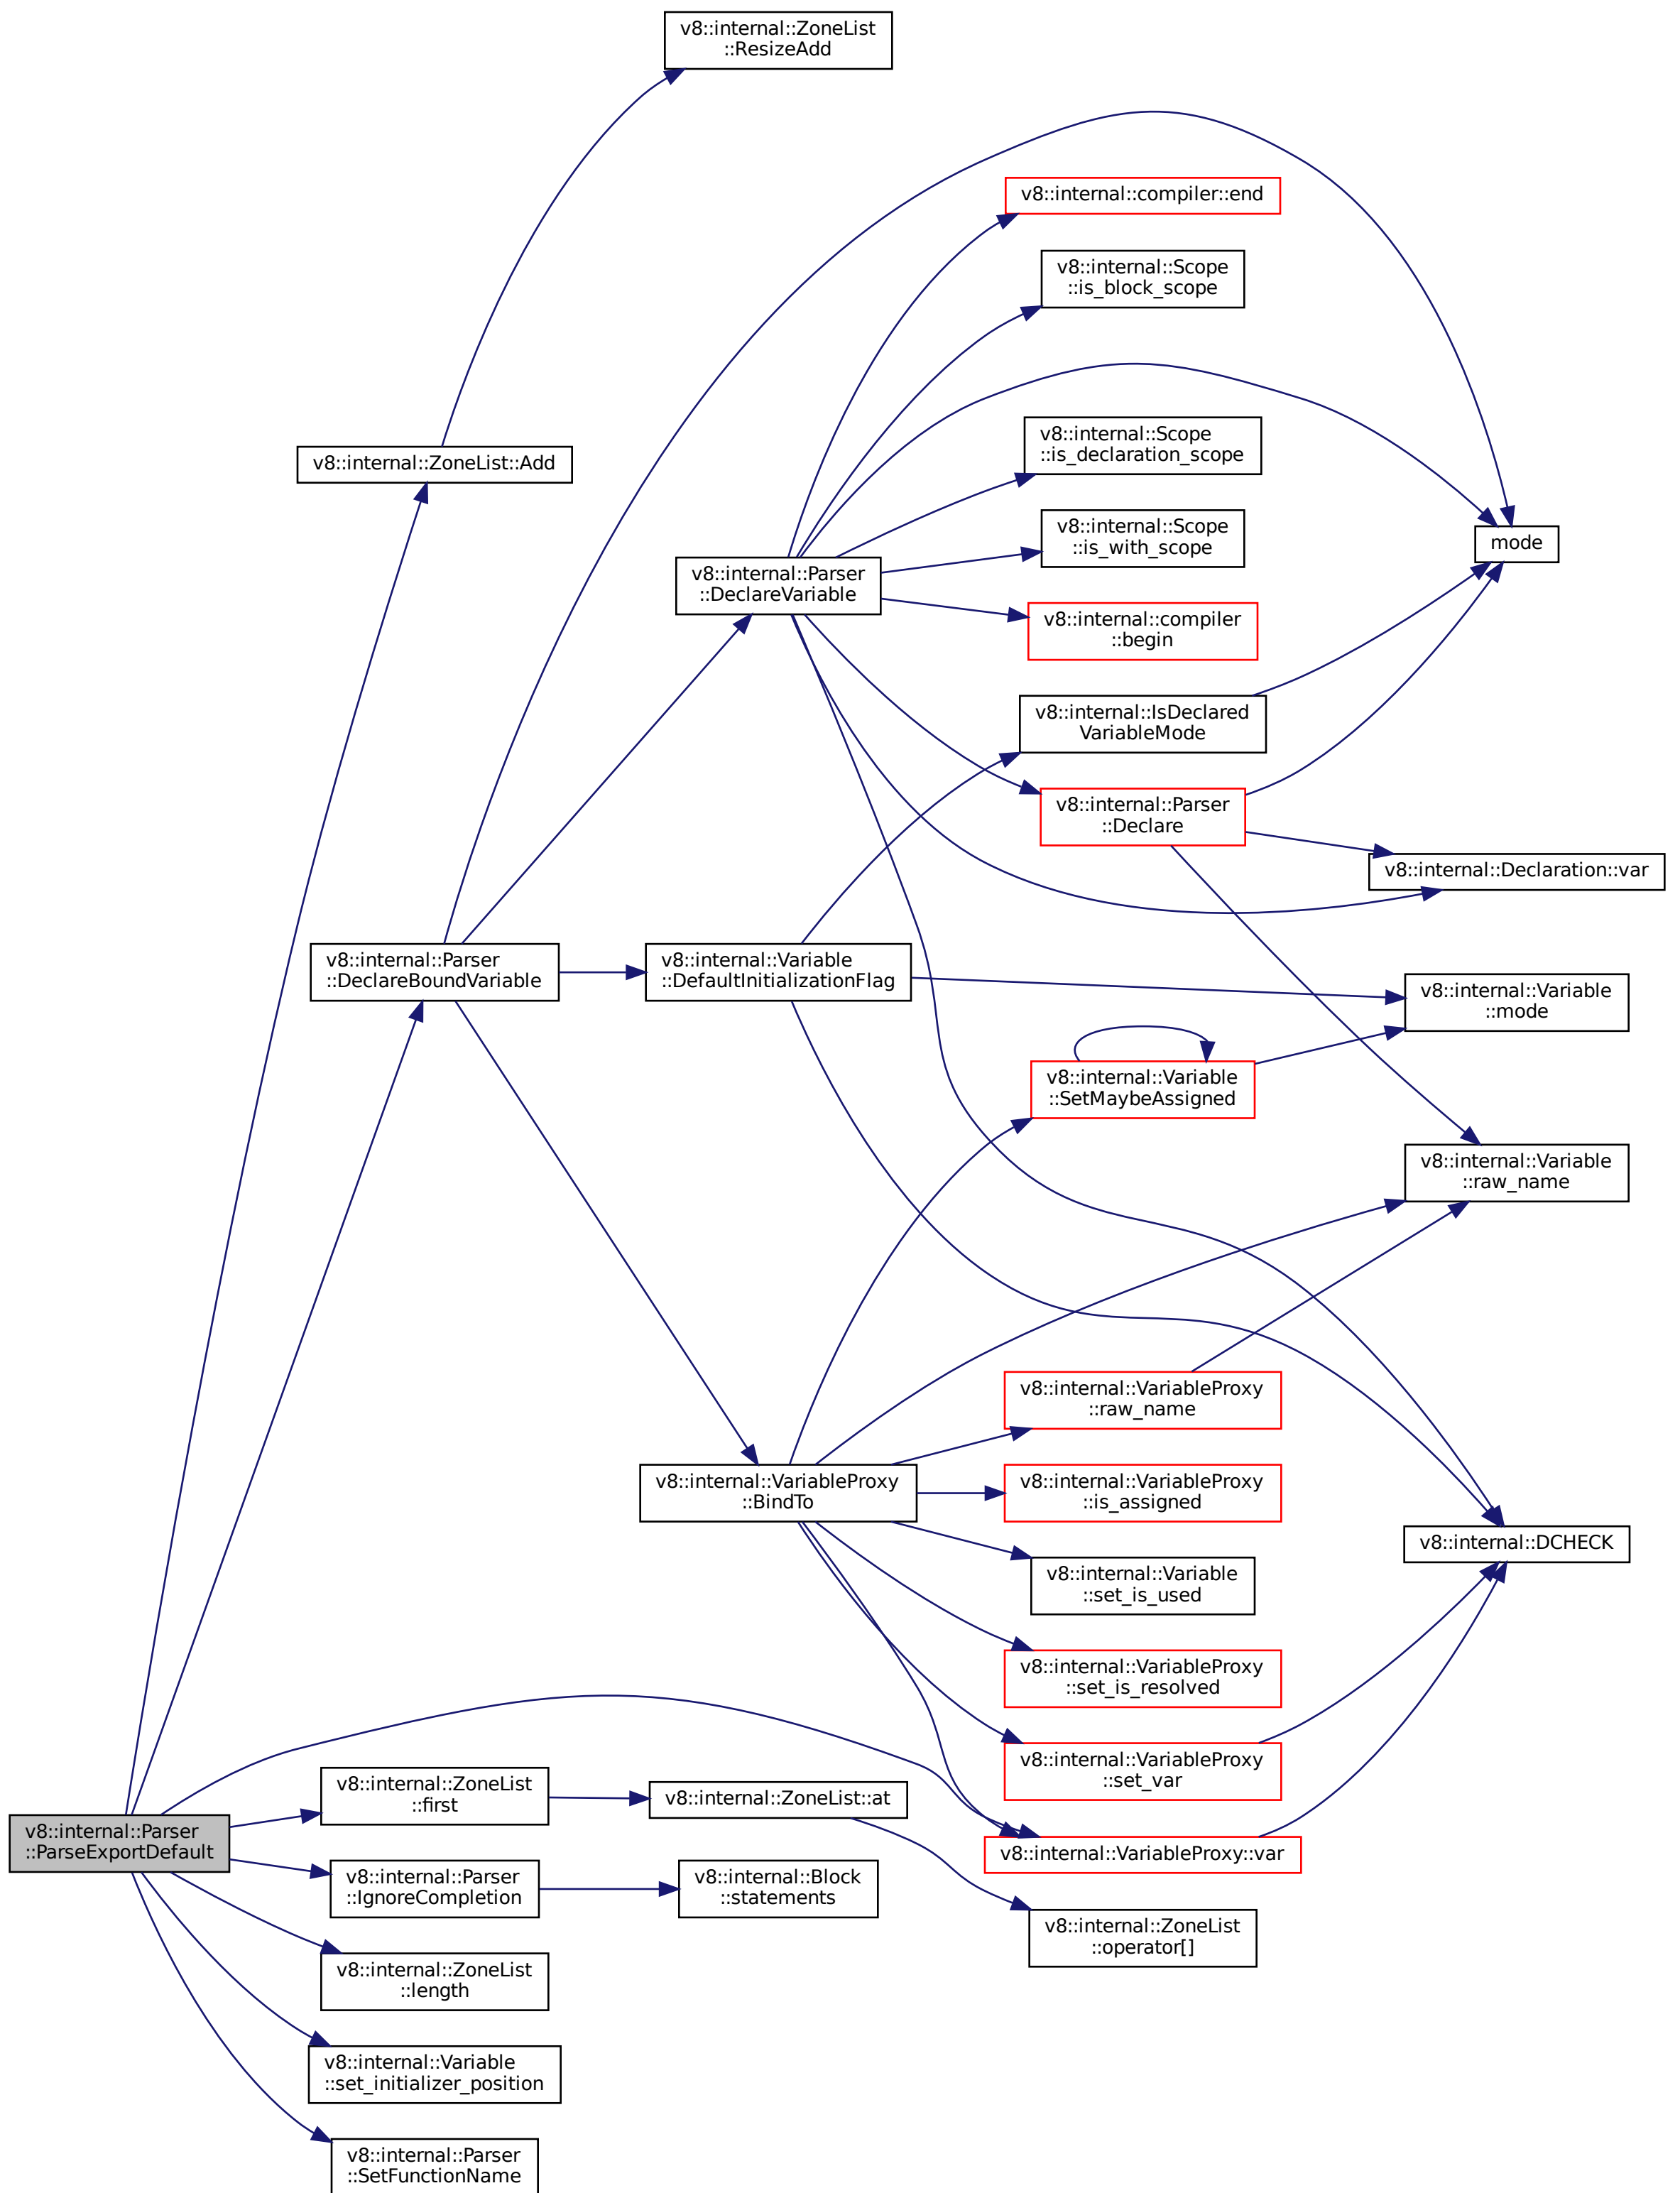 v8::internal::ZoneList
::ResizeAdd
v8::internal::compiler::end
v8::internal::Scope
::is_block_scope
v8::internal::Scope
::is_declaration_scope
v8::internal::ZoneList::Add
v8::internal::Scope
::is_with_scope
mode
v8::internal::Parser
::DeclareVariable
v8::internal::compiler
::begin
v8::internal::IsDeclared
VariableMode
v8::internal::Parser
::Declare
v8::internal::Declaration::var
v8::internal::Parser
::DeclareBoundVariable
v8::internal::Variable
::DefaultInitializationFlag
v8::internal::Variable
::mode
v8::internal::Variable
::SetMaybeAssigned
v8::internal::Variable
::raw_name
v8::internal::VariableProxy
::raw_name
v8::internal::VariableProxy
::BindTo
v8::internal::VariableProxy
::is_assigned
v8::internal::DCHECK
v8::internal::Variable
::set_is_used
v8::internal::VariableProxy
::set_is_resolved
v8::internal::VariableProxy
::set_var
v8::internal::ZoneList
::first
v8::internal::ZoneList::at
v8::internal::Parser
::ParseExportDefault
v8::internal::VariableProxy::var
v8::internal::Parser
::IgnoreCompletion
v8::internal::Block
::statements
v8::internal::ZoneList
::operator[]
v8::internal::ZoneList
::length
v8::internal::Variable
::set_initializer_position
v8::internal::Parser
::SetFunctionName